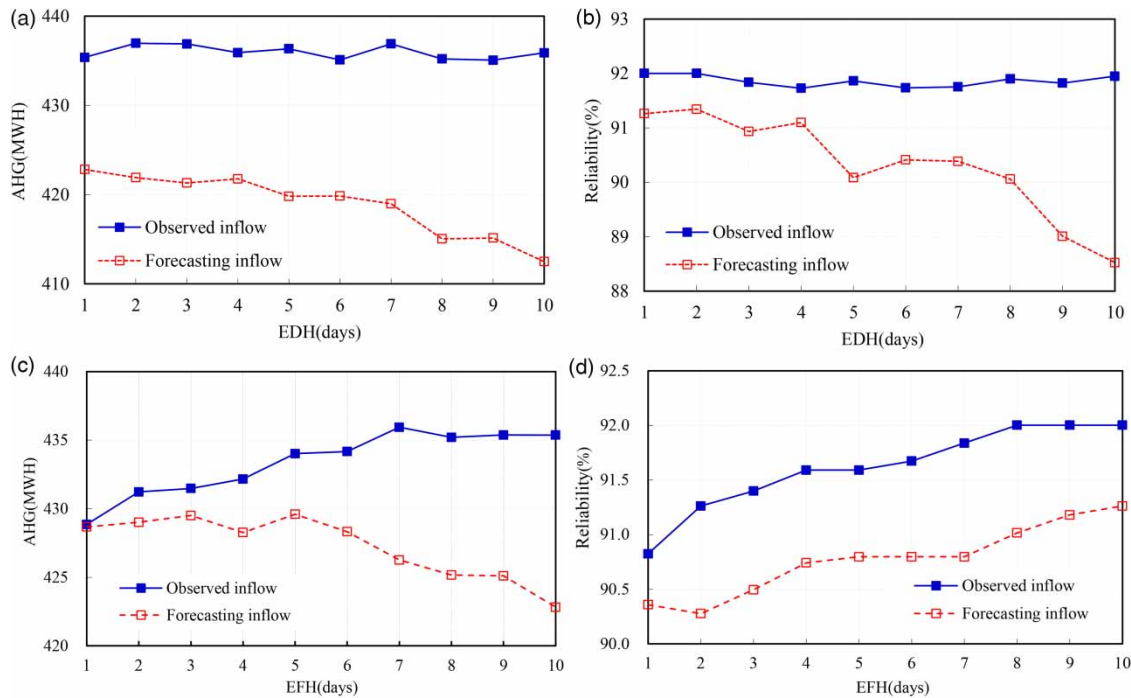 (a)
440
430
420
410
AHG(MWH)
Observed inflow
Forecasting inflow
1 2 3 4 5 6 7 8 9 10
EDH(days)
(b)
93
92
91
90
89
88
Reliability(%)
Observed inflow
Forecasting inflow
1 2 3 4 5 6 7 8 9 10
EDH(days)
(c)
440
435
430
425
420
AHG(MWH)
Observed inflow
Forecasting inflow
1 2 3 4 5 6 7 8 9 10
EFH(days)
(d)
92.5
92.0
91.5
91.0
90.5
90.0
Reliability(%)
Observed inflow
Forecasting inflow
1 2 3 4 5 6 7 8 9 10
EFH(days)